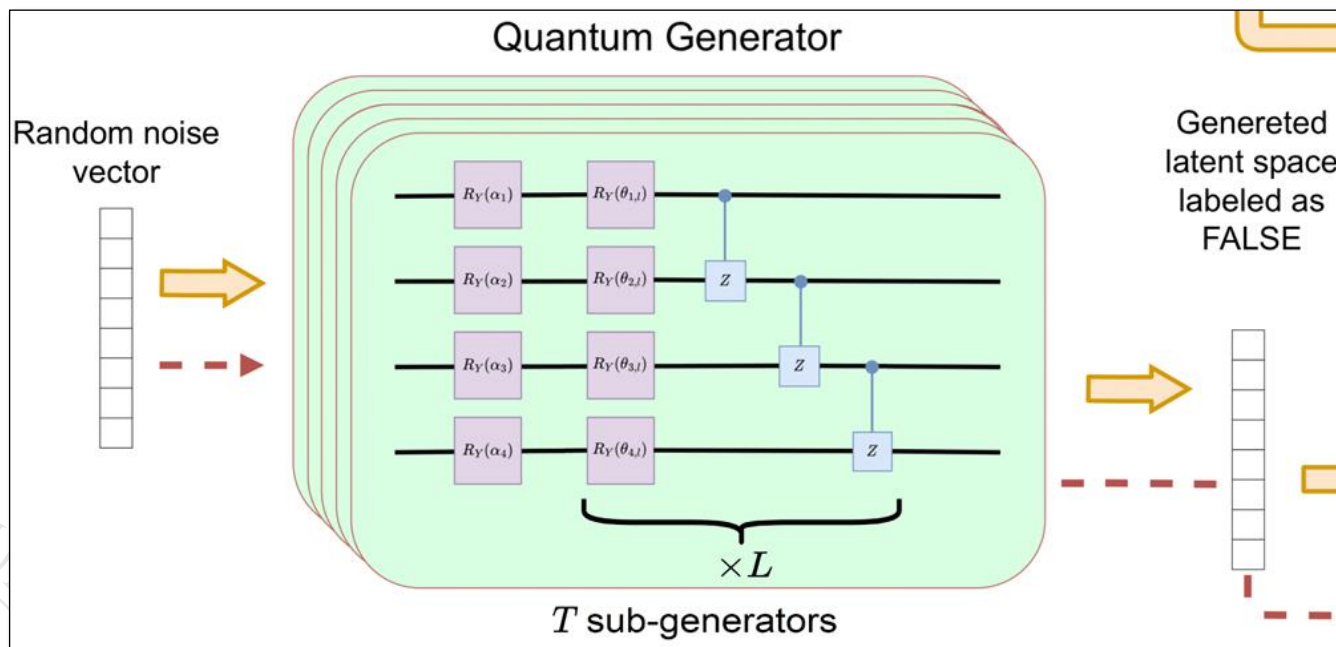 Quantum Generator
Random noise
vector
Genereted
latent space
labeled as
FALSE
R_Y(α_1) R_Y(θ_{1,l})
R_Y(α_2) R_Y(θ_{2,l}) Z
R_Y(α_3) R_Y(θ_{3,l}) Z
R_Y(α_4) R_Y(θ_{4,l}) Z
×L
T sub-generators